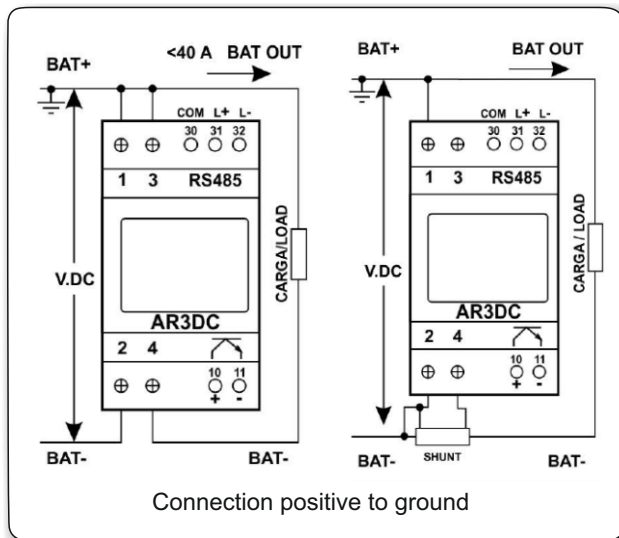 <40 A BAT OUT
BAT+
COM L+ L-
30 31 32
1 3 RS485
V.DC
CARGA/LOAD
AR3DC
2 4
10 11
+ -
BAT- BAT-
BAT OUT
BAT+
COM L+ L-
30 31 32
1 3 RS485
V.DC
CARGA / LOAD
AR3DC
2 4
10 11
+ -
BAT- SHUNT BAT-
Connection positive to ground